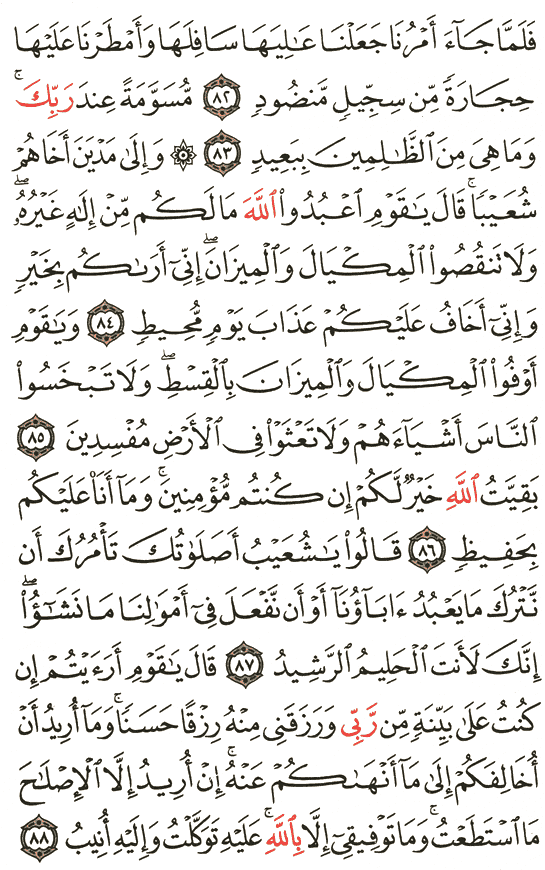 فَلَمَّا جَآءَ أَمْرُنَا جَعَلْنَا عَٰلِيَهَا سَافِلَهَا وَأَمْطَرْنَا عَلَيْهَا
حِجَارَةً مِّن سِجِّيلٍ مَّنضُودٍ ٨٢ مُّسَوَّمَةً عِندَ رَبِّكَۖ
وَمَا هِىَ مِنَ ٱلظَّٰلِمِينَ بِبَعِيدٍ ٨٣ ۞ وَإِلَىٰ مَدْيَنَ أَخَاهُمْ
شُعَيْبًاۚ قَالَ يَٰقَوْمِ ٱعْبُدُوا۟ ٱللَّهَ مَا لَكُم مِّنْ إِلَٰهٍ غَيْرُهُۥۖ
وَلَا تَنقُصُوا۟ ٱلْمِكْيَالَ وَٱلْمِيزَانَۖ إِنِّىٓ أَرَىٰكُم بِخَيْرٍ
وَإِنِّىٓ أَخَافُ عَلَيْكُمْ عَذَابَ يَوْمٍ مُّحِيطٍ ٨٤ وَيَٰقَوْمِ
أَوْفُوا۟ ٱلْمِكْيَالَ وَٱلْمِيزَانَ بِٱلْقِسْطِۖ وَلَا تَبْخَسُوا۟
ٱلنَّاسَ أَشْيَآءَهُمْ وَلَا تَعْثَوْا۟ فِى ٱلْأَرْضِ مُفْسِدِينَ ٨٥
بَقِيَّتُ ٱللَّهِ خَيْرٌ لَّكُمْ إِن كُنتُم مُّؤْمِنِينَۚ وَمَآ أَنَا۠ عَلَيْكُم
بِحَفِيظٍ ٨٦ قَالُوا۟ يَٰشُعَيْبُ أَصَلَوٰتُكَ تَأْمُرُكَ أَن
نَّتْرُكَ مَا يَعْبُدُ ءَابَآؤُنَآ أَوْ أَن نَّفْعَلَ فِىٓ أَمْوَٰلِنَا مَا نَشَٰٓؤُا۟ۖ
إِنَّكَ لَأَنتَ ٱلْحَلِيمُ ٱلرَّشِيدُ ٨٧ قَالَ يَٰقَوْمِ أَرَءَيْتُمْ إِن
كُنتُ عَلَىٰ بَيِّنَةٍ مِّن رَّبِّى وَرَزَقَنِى مِنْهُ رِزْقًا حَسَنًاۚ وَمَآ أُرِيدُ أَنْ
أُخَالِفَكُمْ إِلَىٰ مَآ أَنْهَىٰكُمْ عَنْهُۚ إِنْ أُرِيدُ إِلَّا ٱلْإِصْلَٰحَ
مَا ٱسْتَطَعْتُۚ وَمَا تَوْفِيقِىٓ إِلَّا بِٱللَّهِۚ عَلَيْهِ تَوَكَّلْتُ وَإِلَيْهِ أُنِيبُ ٨٨